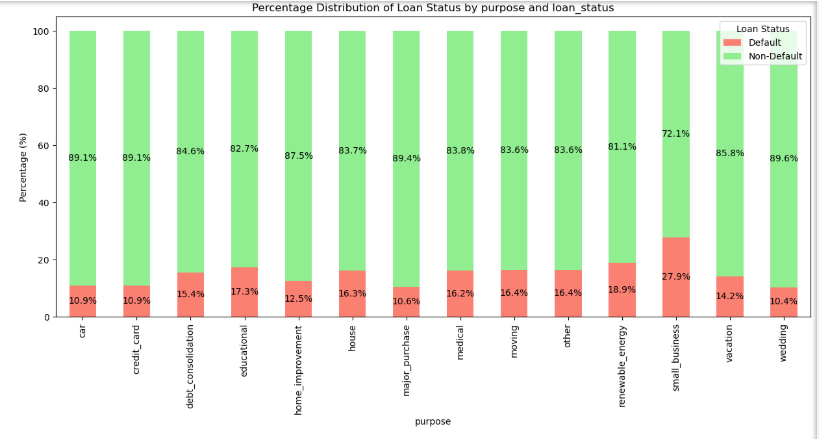 Percentage Distribution of Loan Status by purpose and loan_status
Loan Status
Default
Non-Default
Percentage (%)
100
80
60
40
20
0
89.1%
89.1%
84.6%
82.7%
87.5%
83.7%
89.4%
83.8%
83.6%
83.6%
81.1%
72.1%
85.8%
89.6%
10.9%
10.9%
15.4%
17.3%
12.5%
16.3%
10.6%
16.2%
16.4%
16.4%
18.9%
27.9%
14.2%
10.4%
car
credit_card
debt_consolidation
educational
home_improvement
house
major_purchase
medical
moving
other
renewable_energy
small_business
vacation
wedding
purpose